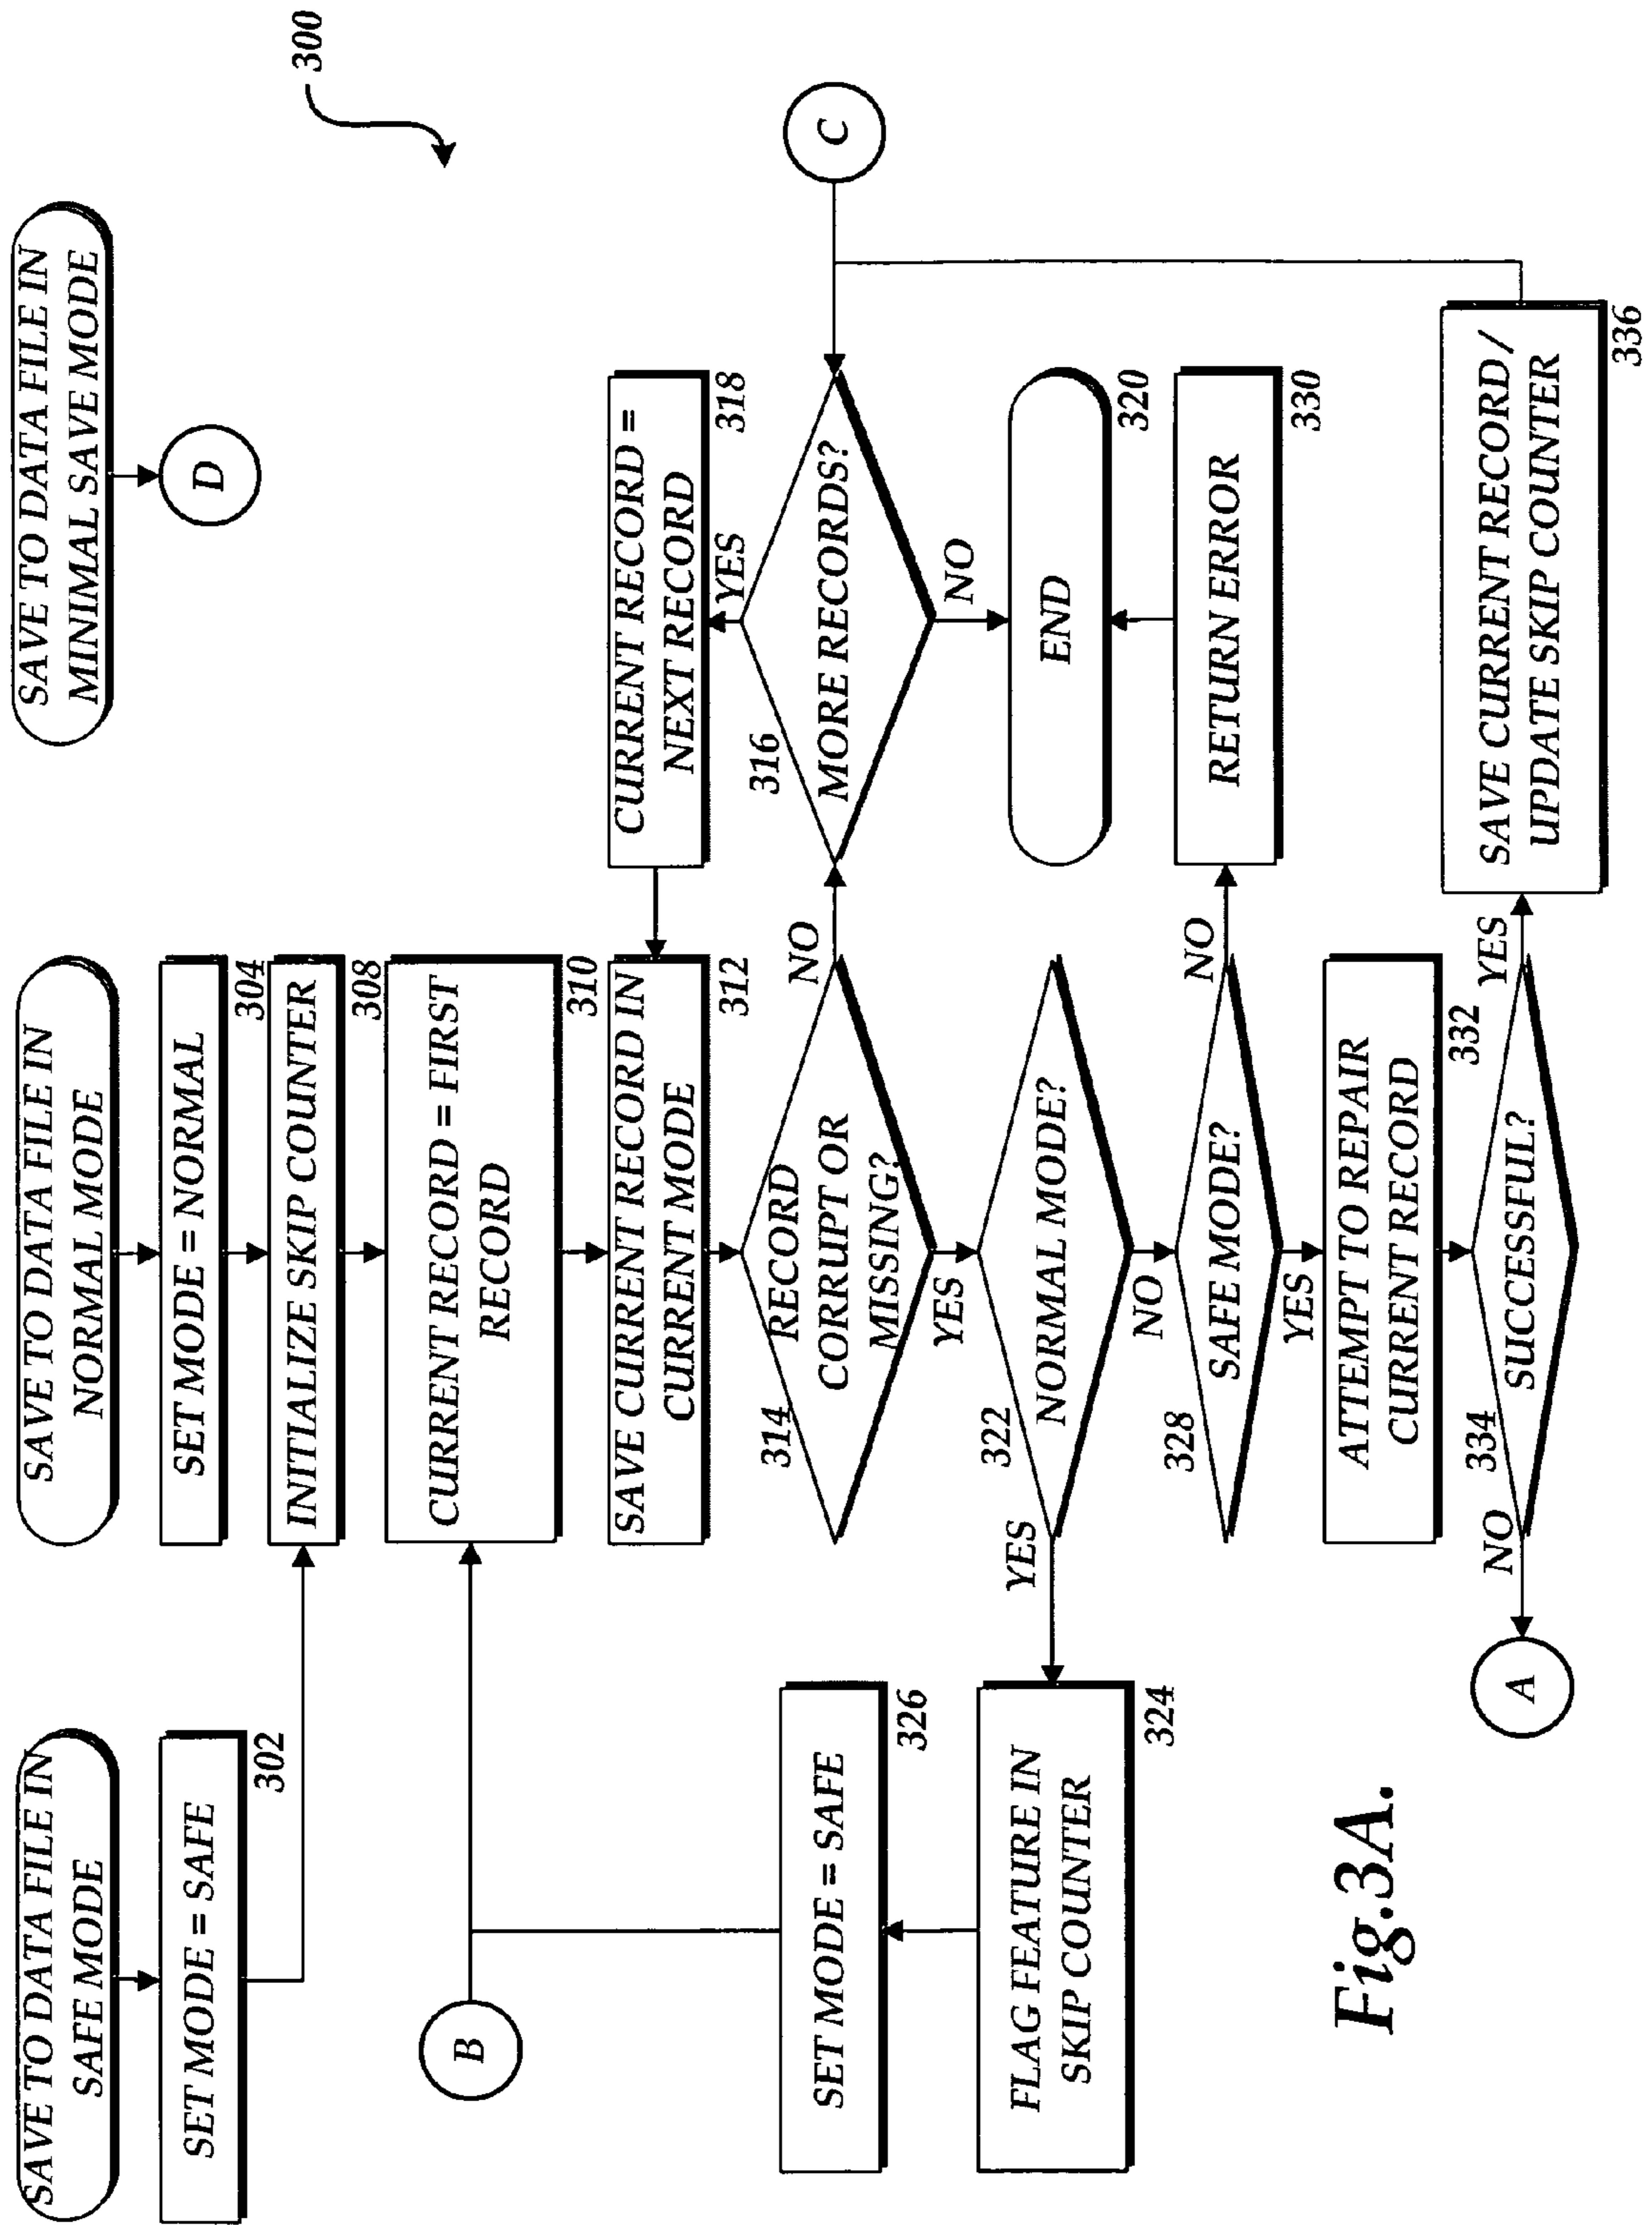 300
SAVE TO DATA FILE IN
SAFE MODE
SAVE TO DATA FILE IN
NORMAL MODE
SAVE TO DATA FILE IN
MINIMAL SAVE MODE
SET MODE = SAFE
302
SET MODE = NORMAL
304
D
INITIALIZE SKIP COUNTER
308
B
CURRENT RECORD = FIRST
RECORD
310
SAVE CURRENT RECORD IN
CURRENT MODE
312
CURRENT RECORD =
NEXT RECORD
318
YES
314
RECORD
CORRUPT OR
MISSING?
NO
316
MORE RECORDS?
C
SET MODE = SAFE
326
YES
NO
322
NORMAL MODE?
YES
END
320
FLAG FEATURE IN
SKIP COUNTER
324
NO
328
SAFE MODE?
NO
RETURN ERROR
330
YES
ATTEMPT TO REPAIR
CURRENT RECORD
332
A
NO
334
SUCCESSFUL?
YES
SAVE CURRENT RECORD /
UPDATE SKIP COUNTER
336
Fig.3A.